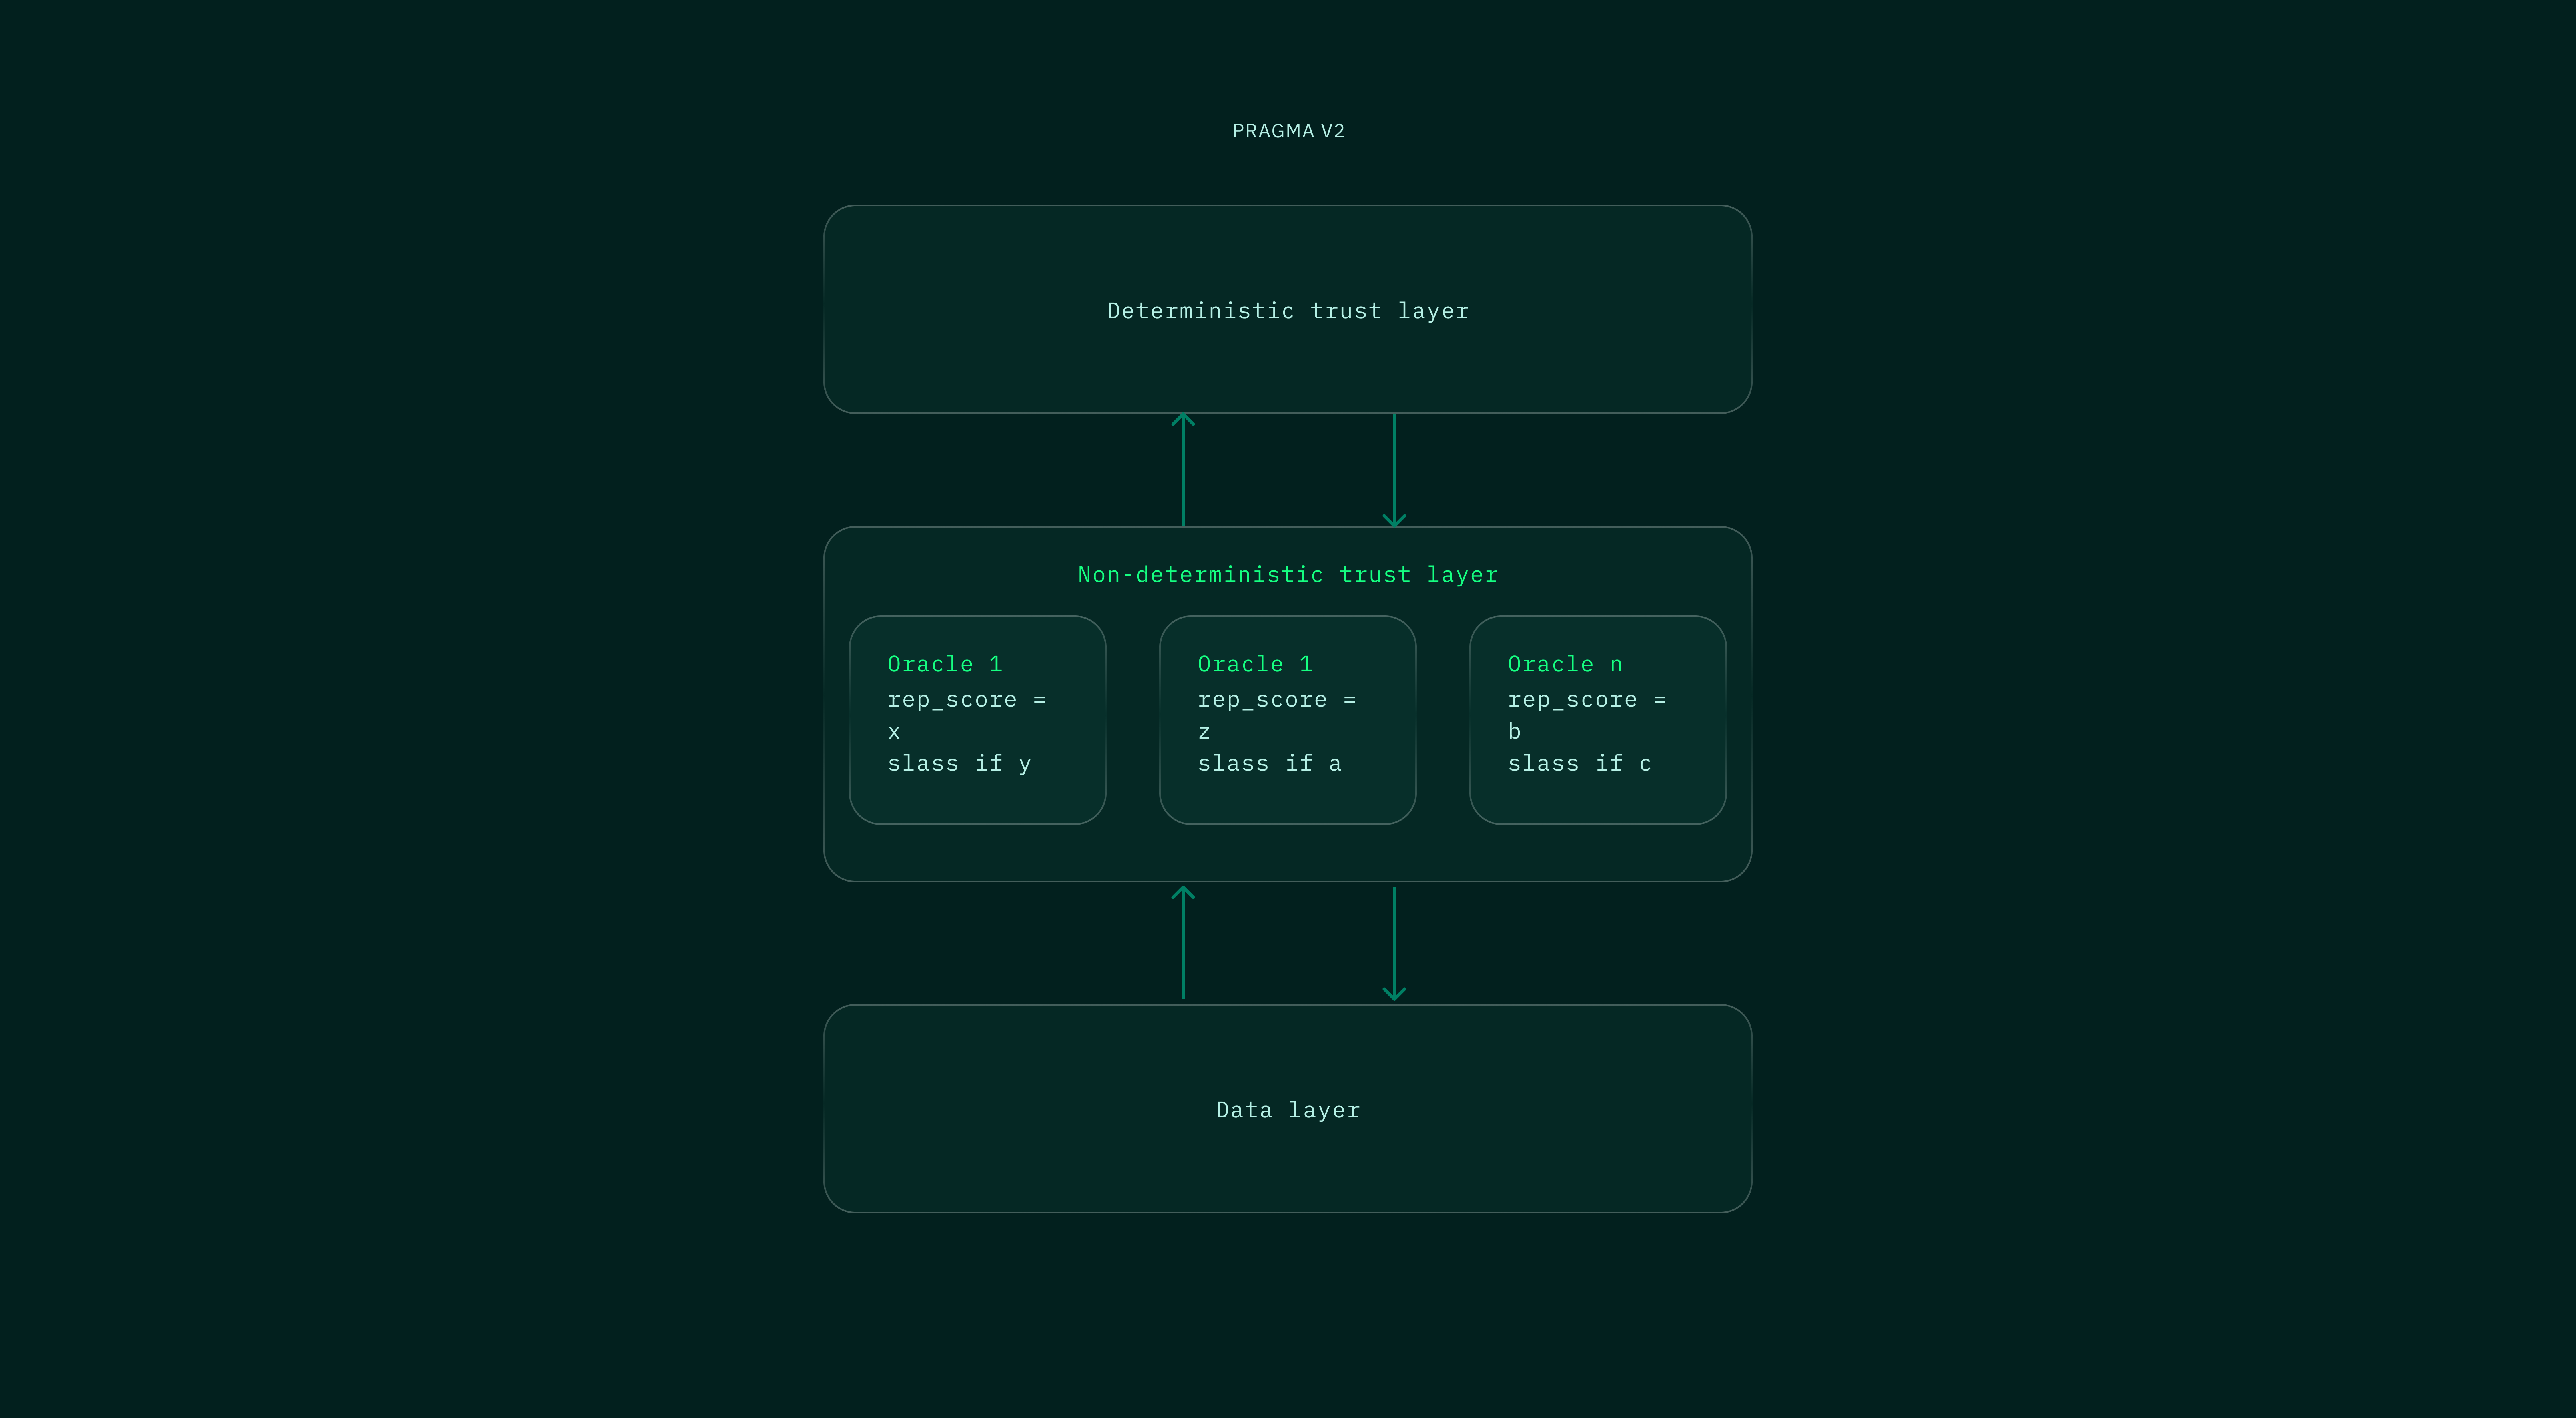 PRAGMA V2
Deterministic trust layer
Non-deterministic trust layer
Oracle 1
rep_score =
x
slass if y
Oracle 1
rep_score =
z
slass if a
Oracle n
rep_score =
b
slass if c
Data layer